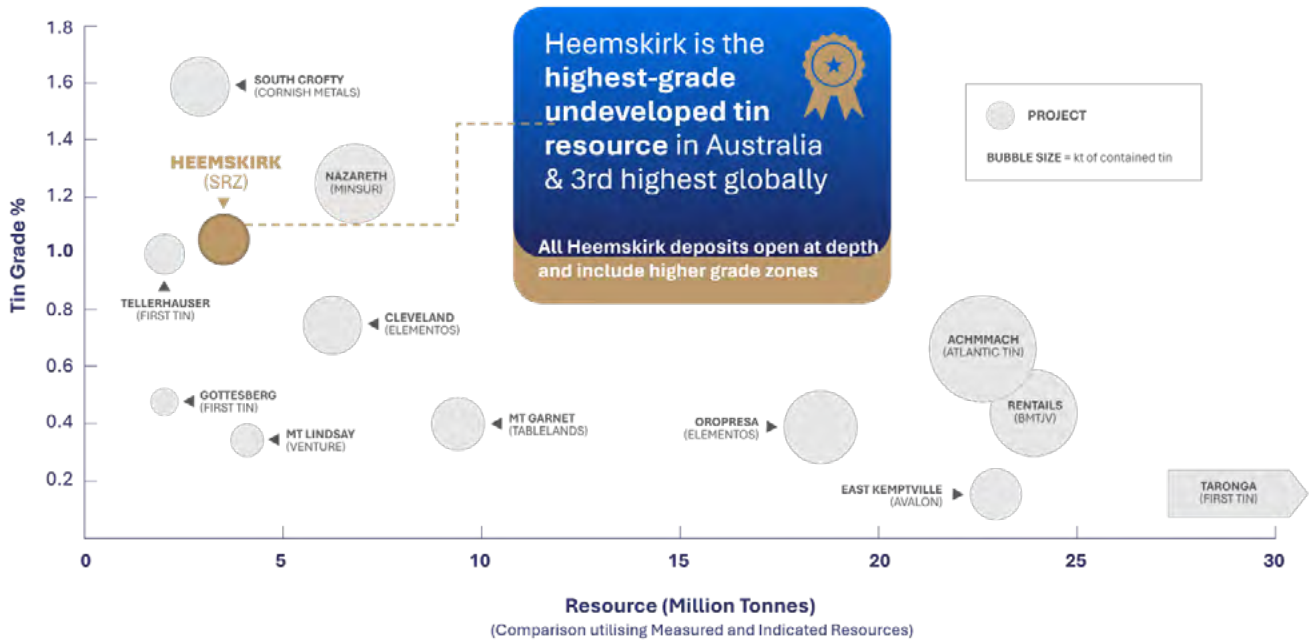 Heemskirk is the
highest-grade
undeveloped tin
resource in Australia
& 3rd highest globally
All Heemskirk deposits open at depth
and include higher grade zones
PROJECT
BUBBLE SIZE = kt of contained tin
Tin Grade %
1.8
1.6
1.4
1.2
1.0
0.8
0.6
0.4
0.2
SOUTH CROFTY
(CORNISH METALS)
HEEMSKIRK
(SRZ)
NAZARETH
(MINSUR)
TELLERHAUSER
(FIRST TIN)
CLEVELAND
(ELEMENTOS)
ACHMMACH
(ATLANTIC TIN)
GOTTESBERG
(FIRST TIN)
RENTAILS
(BMTJV)
MT LINDSAY
(VENTURE)
MT GARNET
(TABLELANDS)
OROPRESA
(ELEMENTOS)
EAST KEMPTVILLE
(AVALON)
TARONGA
(FIRST TIN)
0 5 10 15 20 25 30
Resource (Million Tonnes)
(Comparison utilising Measured and Indicated Resources)